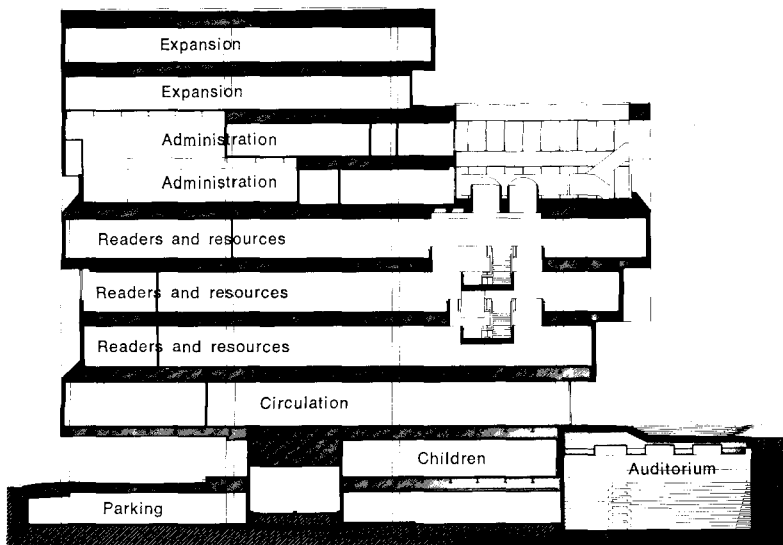 Expansion
Expansion
Administration
Administration
Readers and resources
Readers and resources
Readers and resources
Circulation
Children
Auditorium
Parking